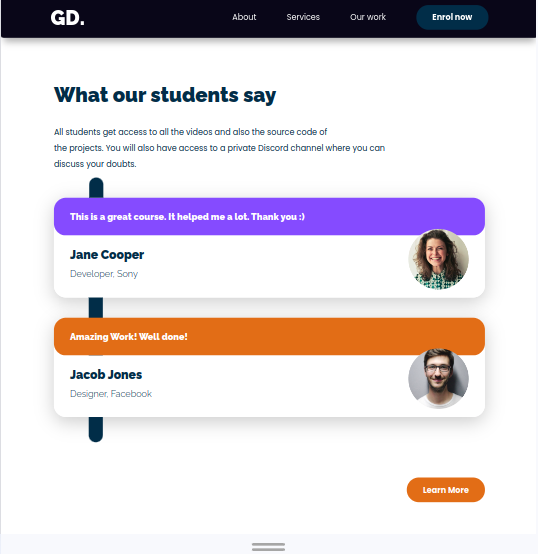 GD.
About Services Our work Enrol now
What our students say
All students get access to all the videos and also the source code of
the projects. You will also have access to a private Discord channel where you can
discuss your doubts.
This is a great course. It helped me a lot. Thank you :)
Jane Cooper
Developer, Sony
Amazing Work! Well done!
Jacob Jones
Designer, Facebook
Learn More